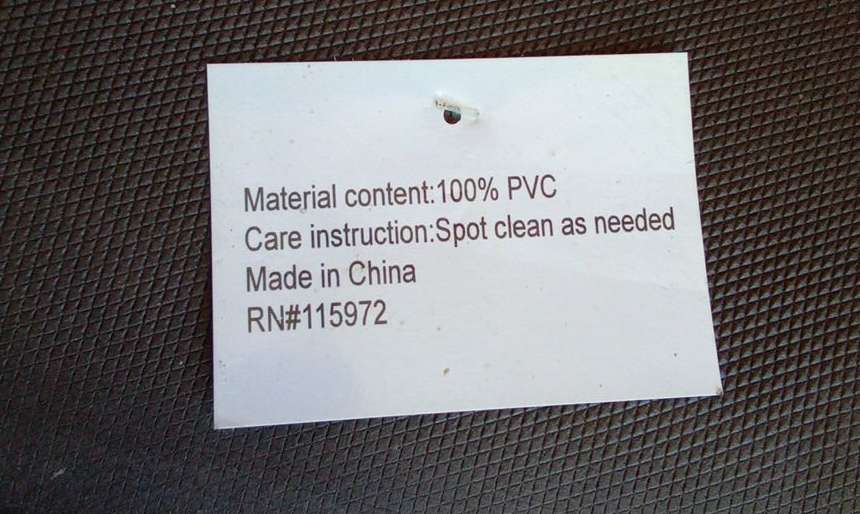 Material content:100% PVC
Care instruction:Spot clean as needed
Made in China
RN#115972